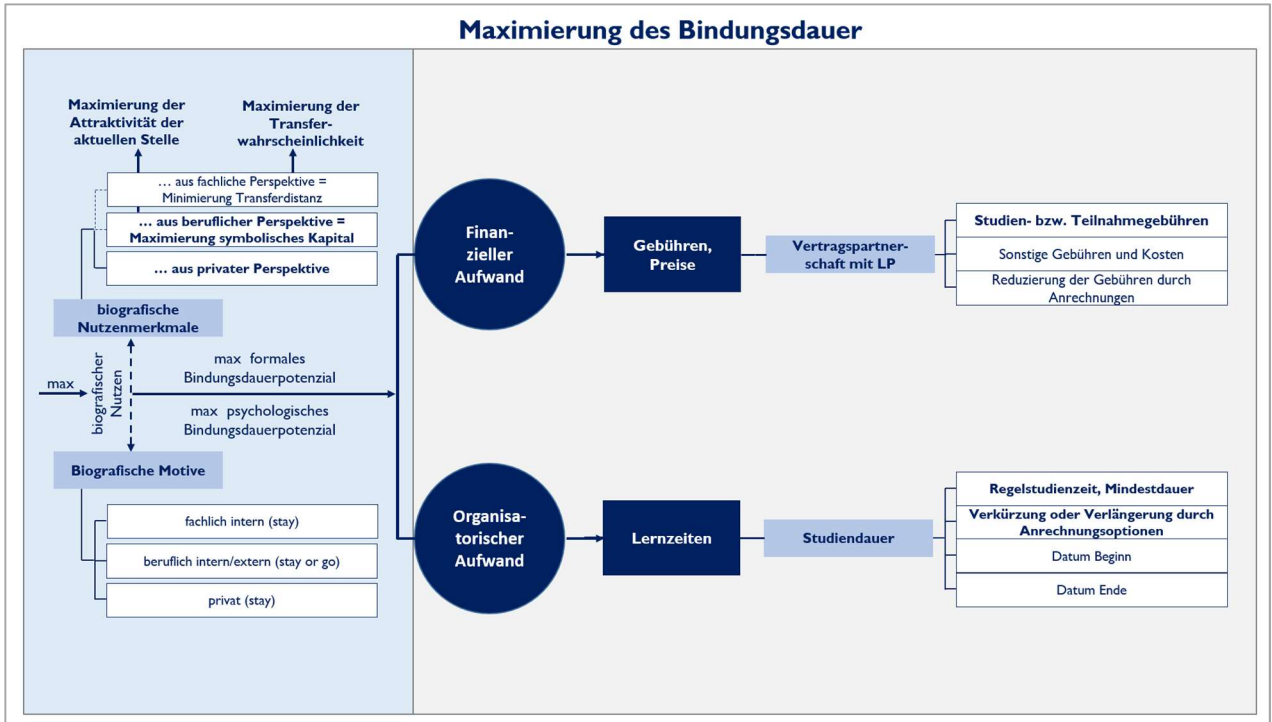 Maximierung des Bindungsdauer
Maximierung der
Attraktivität der
aktuellen Stelle
Maximierung der
Transfer-
wahrscheinlichkeit
… aus fachliche Perspektive =
Minimierung Transferdistanz
… aus beruflicher Perspektive =
Maximierung symbolisches Kapital
… aus privater Perspektive
biografische
Nutzenmerkmale
max
biografischer
Nutzen
max formales
Bindungsdauerpotenzial
max psychologisches
Bindungsdauerpotenzial
Biografische Motive
fachlich intern (stay)
beruflich intern/extern (stay or go)
privat (stay)
Finan-
zieller
Aufwand
Gebühren,
Preise
Vertragspartner-
schaft mit LP
Studien- bzw. Teilnahmegebühren
Sonstige Gebühren und Kosten
Reduzierung der Gebühren durch
Anrechnungen
Organisa-
torischer
Aufwand
Lernzeiten
Studiendauer
Regelstudienzeit, Mindestdauer
Verkürzung oder Verlängerung durch
Anrechnungsoptionen
Datum Beginn
Datum Ende